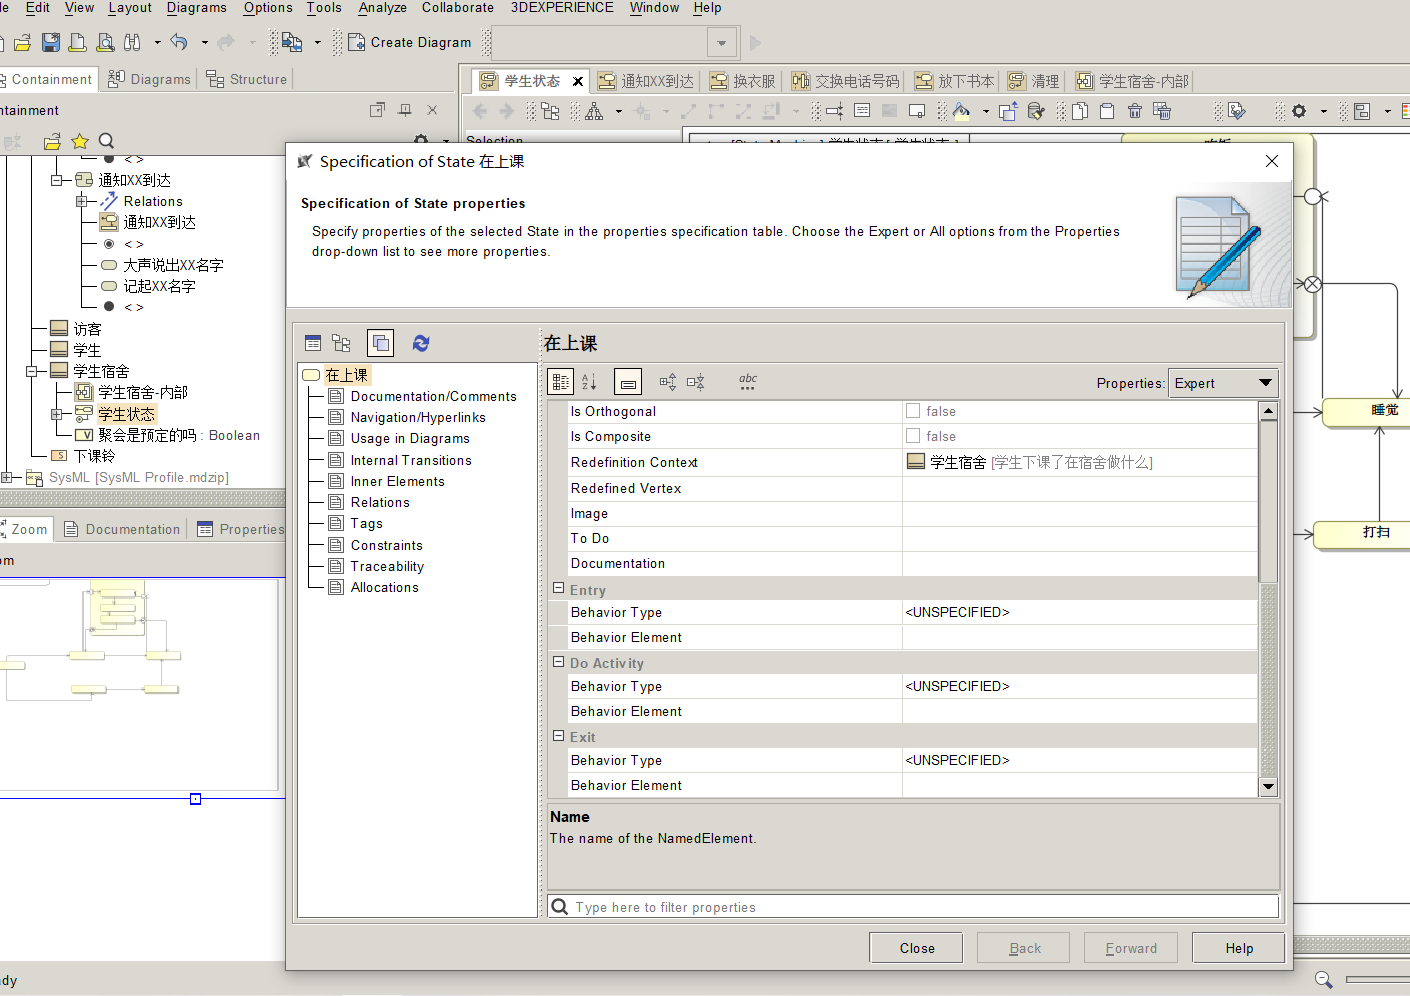 le Edit View Layout Diagrams Options Tools Analyze Collaborate 3DEXPERIENCE Window Help
Create Diagram
Containment Diagrams Structure
学生状态 通知XX到达 换衣服 交换电话号码 放下书本 清理 学生宿舍-内部
ntainment
Selection
学生状态 [ 学生状态 ]
< >
通知XX到达
Relations
通知XX到达
< >
大声说出XX名字
记起XX名字
< >
访客
学生
学生宿舍
学生宿舍-内部
学生状态
聚会是预定的吗 : Boolean
下课铃
SysML [SysML Profile.mdzip]
Zoom Documentation Properties
om
dy
Specification of State 在上课
Specification of State properties
Specify properties of the selected State in the properties specification table. Choose the Expert or All options from the Properties
drop-down list to see more properties.
在上课
Documentation/Comments
Navigation/Hyperlinks
Usage in Diagrams
Internal Transitions
Inner Elements
Relations
Tags
Constraints
Traceability
Allocations
在上课
Properties: Expert
Is Orthogonal false
Is Composite false
Redefinition Context 学生宿舍 [学生下课了在宿舍做什么]
Redefined Vertex
Image
To Do
Documentation
Entry
Behavior Type <UNSPECIFIED>
Behavior Element
Do Activity
Behavior Type <UNSPECIFIED>
Behavior Element
Exit
Behavior Type <UNSPECIFIED>
Behavior Element
Name
The name of the NamedElement.
Type here to filter properties
Close Back Forward Help
睡觉
打扫